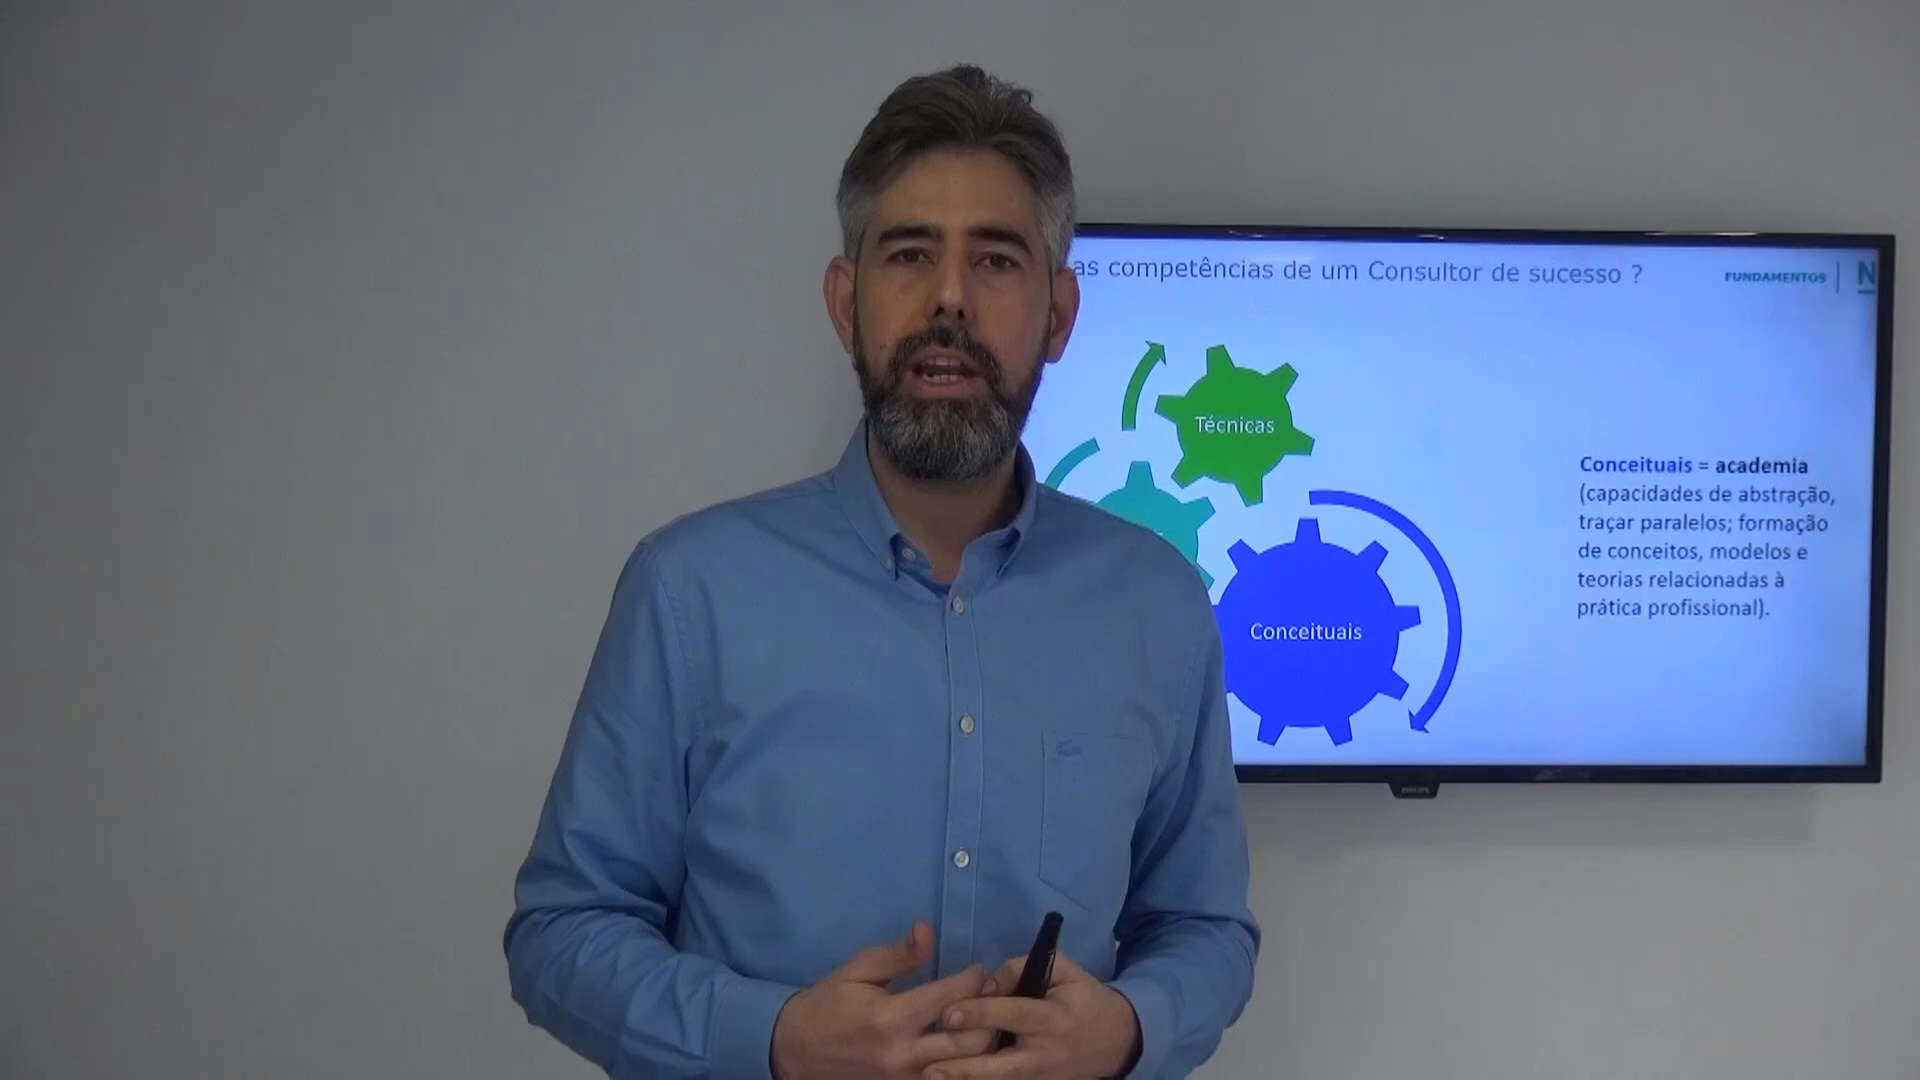 as competências de um Consultor de sucesso ?
FUNDAMENTOS | N
Técnicas
Conceituais = academia
(capacidades de abstração,
traçar paralelos; formação
de conceitos, modelos e
teorias relacionadas à
prática profissional).
Conceituais
PHILIPS